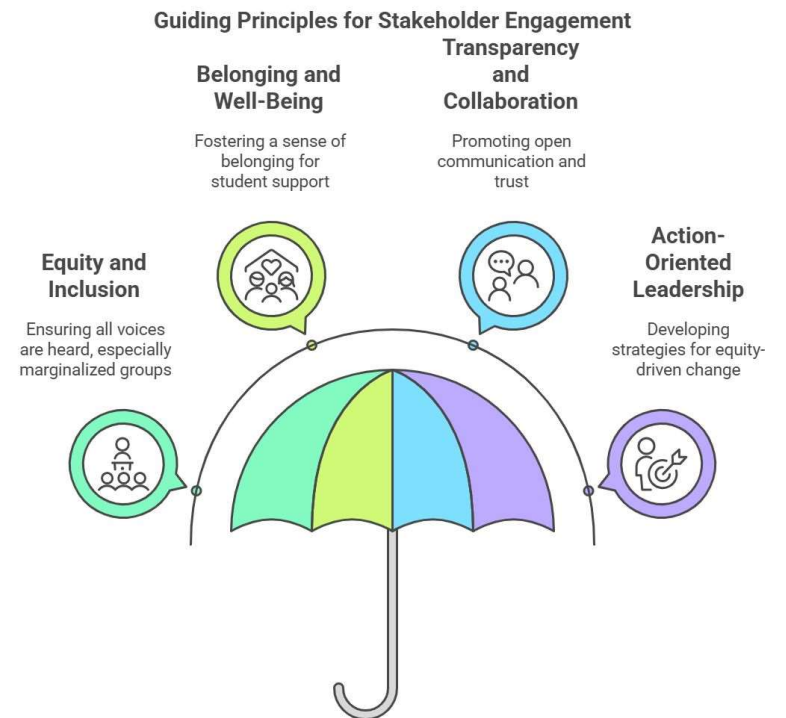 Guiding Principles for Stakeholder Engagement
Belonging and
Well-Being
Fostering a sense of
belonging for
student support
Transparency
and
Collaboration
Promoting open
communication and
trust
Equity and
Inclusion
Ensuring all voices
are heard, especially
marginalized groups
Action-
Oriented
Leadership
Developing
strategies for equity-
driven change